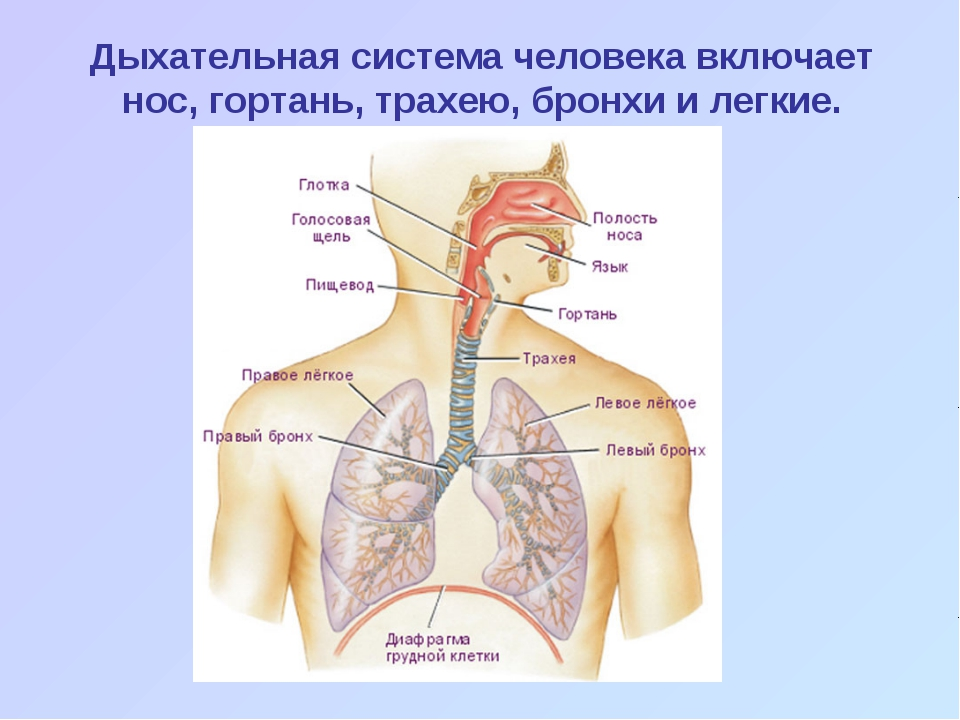 Дыхательная система человека включает
нос, гортань, трахею, бронхи и легкие.
Глотка
Голосовая
щель
Полость
носа
Язык
Пищевод
Гортань
Трахея
Правое лёгкое
Левое лёгкое
Правый бронх
Левый бронх
Диафрагма
грудной клетки